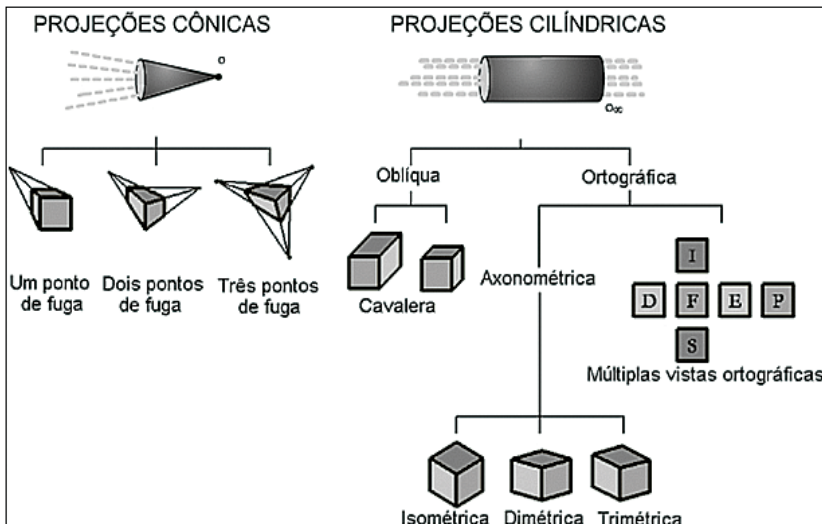 PROJEÇÕES CÔNICAS
O
Um ponto
de fuga
Dois pontos
de fuga
Três pontos
de fuga
PROJEÇÕES CILÍNDRICAS
O∞
Oblíqua
Ortográfica
Cavalera
Axonométrica
I
D F E P
S
Múltiplas vistas ortográficas
Isométrica
Dimétrica
Trimétrica